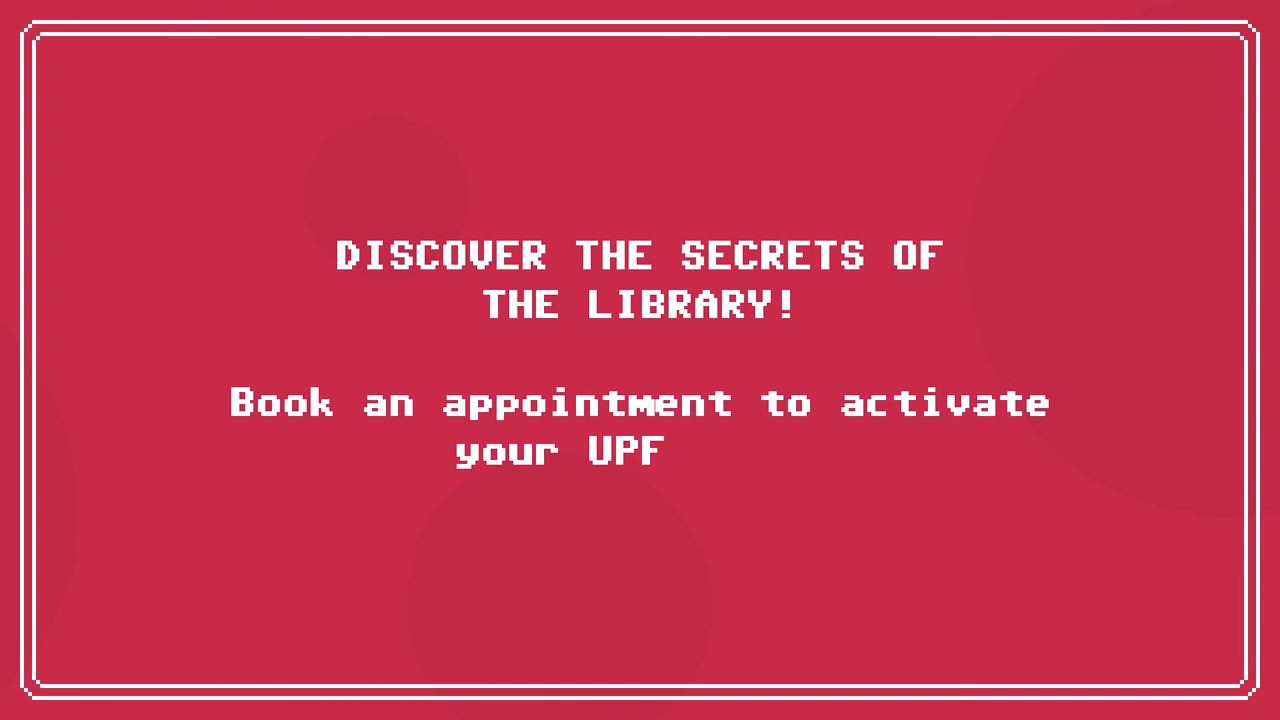 DISCOVER THE SECRETS OF
THE LIBRARY!
Book an appointment to activate
your UPF